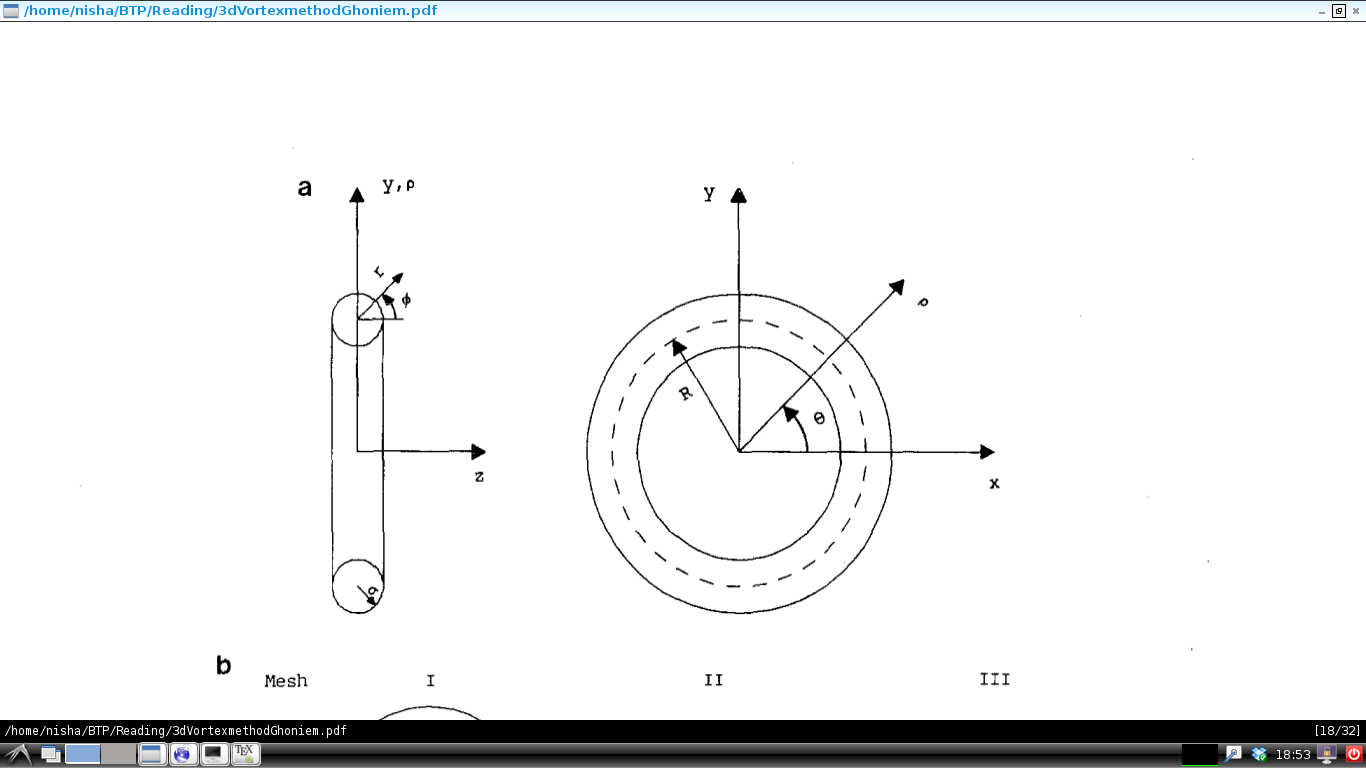 /home/nisha/BTP/Reading/3dVortexmethodGhoniem.pdf
a
y,ρ
y
r
ϕ
ρ
R
θ
z
x
σ
b
Mesh I II III
/home/nisha/BTP/Reading/3dVortexmethodGhoniem.pdf [18/32]
TEX
18:53